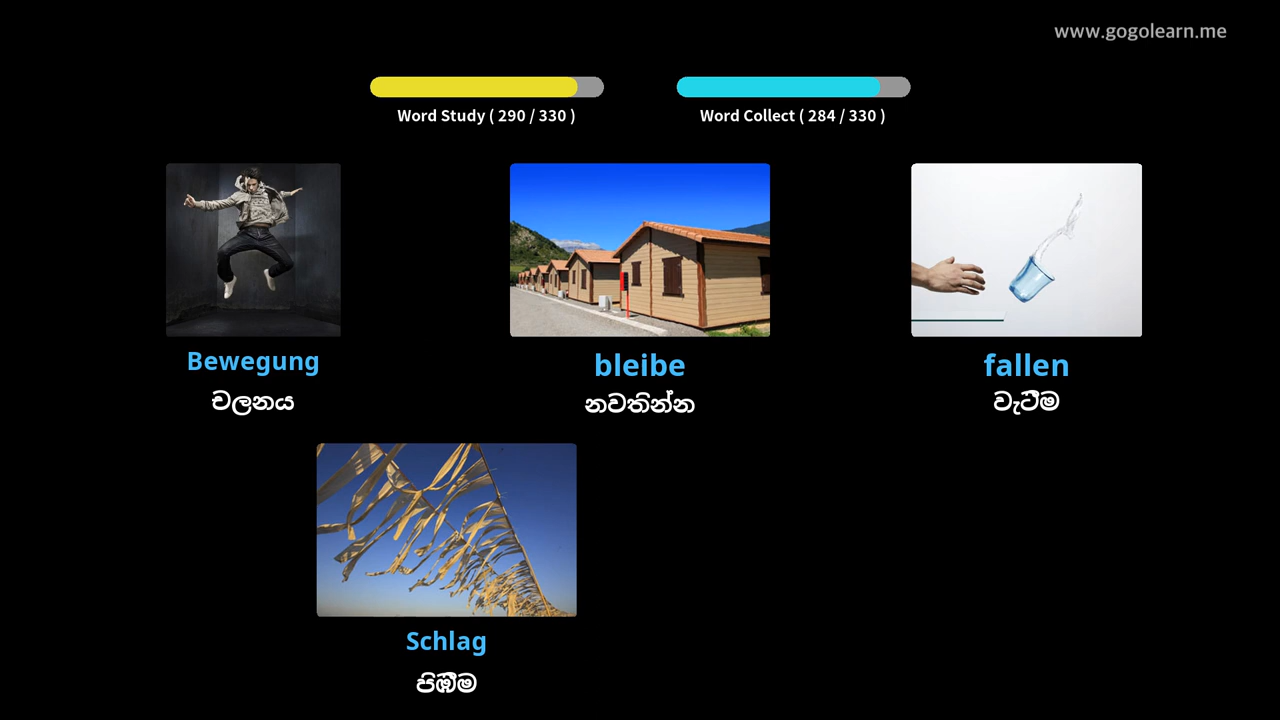 www.gogolearn.me
Word Study ( 290 / 330 )
Word Collect ( 284 / 330 )
Bewegung
bleibe
fallen
චලනය
නවතින්න
වැටීම
Schlag
පිඹීම